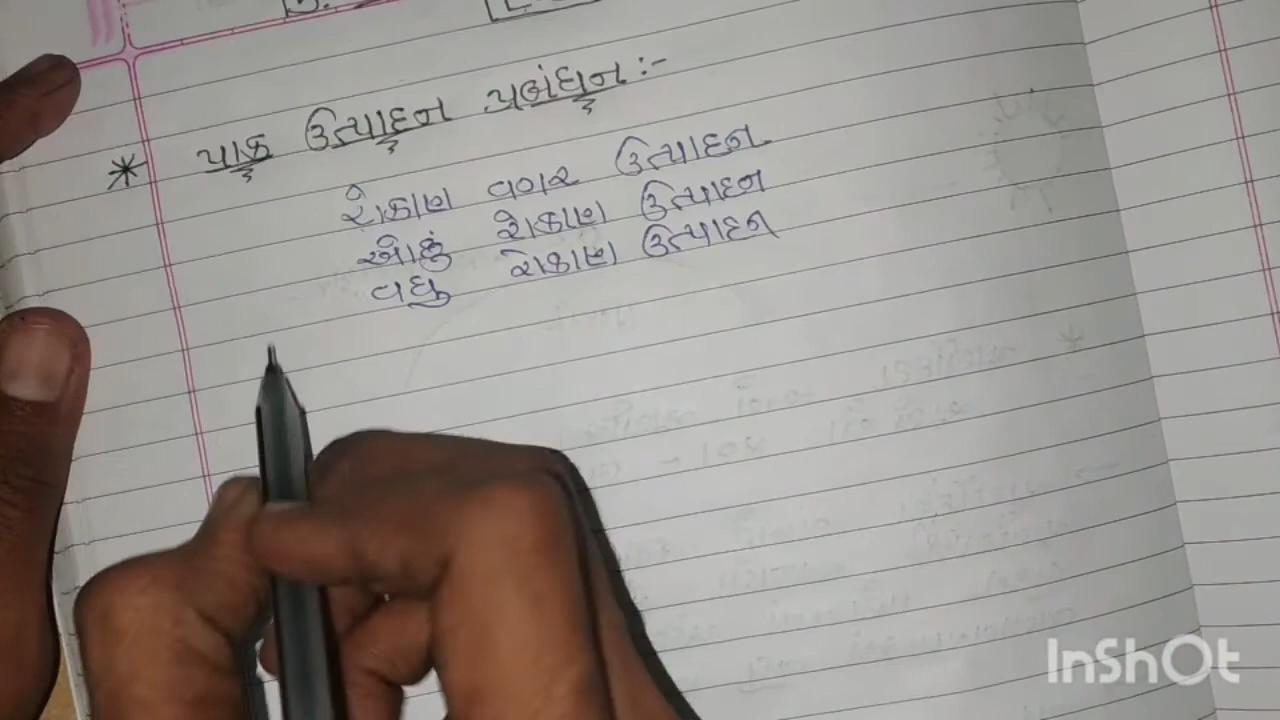 * પાક ઉત્પાદન પ્રબંધન :-
રોકાણ વગર ઉત્પાદન
ઓછું રોકાણ ઉત્પાદન
વધુ રોકાણ ઉત્પાદન
InShOt